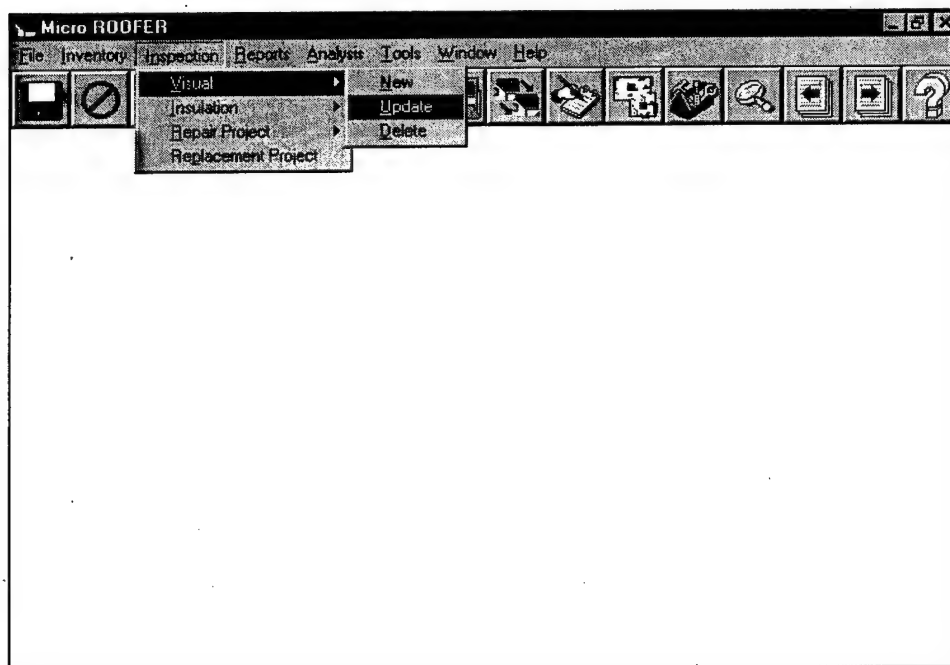 Micro ROOFER
File Inventory Inspection Reports Analysis Tools Window Help
Visual
Insulation
Repair Project
Replacement Project
New
Update
Delete